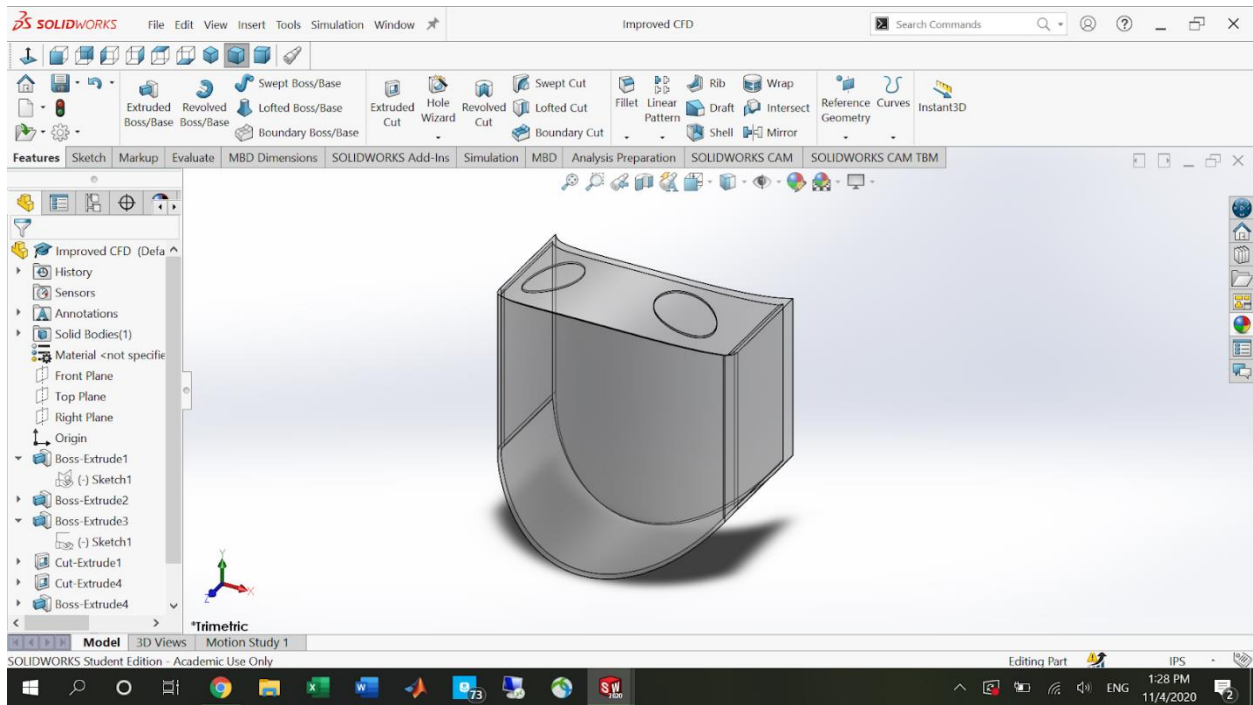 SOLIDWORKS File Edit View Insert Tools Simulation Window Improved CFD Search Commands
Extruded Boss/Base
Revolved Boss/Base
Swept Boss/Base
Lofted Boss/Base
Boundary Boss/Base
Extruded Cut
Hole Wizard
Revolved Cut
Swept Cut
Lofted Cut
Boundary Cut
Fillet
Linear Pattern
Rib
Draft
Shell
Wrap
Intersect
Mirror
Reference Geometry
Curves
Instant3D
Features Sketch Markup Evaluate MBD Dimensions SOLIDWORKS Add-Ins Simulation MBD Analysis Preparation SOLIDWORKS CAM SOLIDWORKS CAM TBM
Improved CFD (Defa
History
Sensors
Annotations
Solid Bodies(1)
Material <not specifie
Front Plane
Top Plane
Right Plane
Origin
Boss-Extrude1
(-) Sketch1
Boss-Extrude2
Boss-Extrude3
(-) Sketch1
Cut-Extrude1
Cut-Extrude4
Boss-Extrude4
Y
X
Z
*Trimetric
Model 3D Views Motion Study 1
SOLIDWORKS Student Edition - Academic Use Only Editing Part IPS
73
SW
2020
ENG
1:28 PM
11/4/2020
2